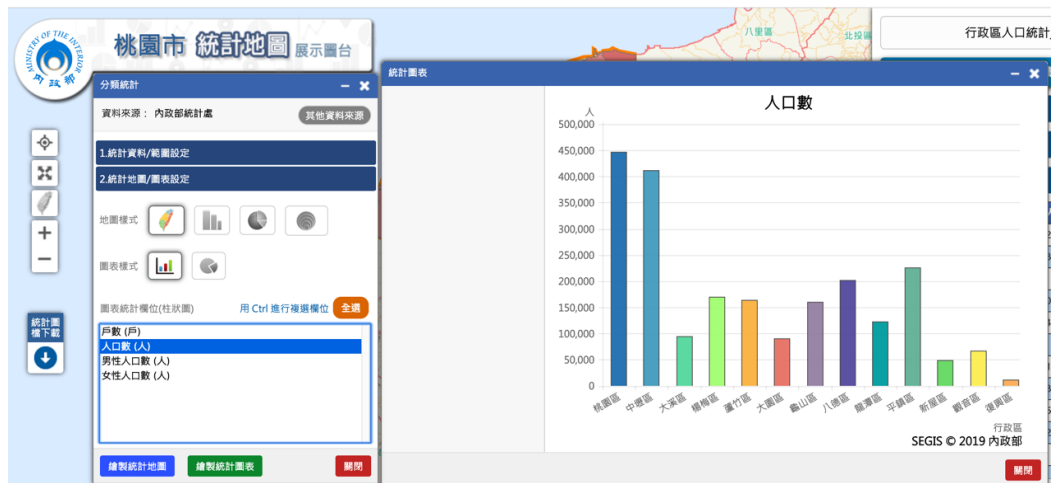 MINISTRY OF THE INTERIOR
內政部
桃園市 統計地圖 展示圖台
八里區
北投
行政區人口統計
分類統計
資料來源： 內政部統計處
其他資料來源
1.統計資料/範圍設定
2.統計地圖/圖表設定
地圖樣式
圖表樣式
圖表統計欄位(柱狀圖)
用 Ctrl 進行複選欄位
全選
戶數 (戶)
人口數 (人)
男性人口數 (人)
女性人口數 (人)
繪製統計地圖
繪製統計圖表
關閉
統計圖
檔下載
統計圖表
人口數
人
500,000
450,000
400,000
350,000
300,000
250,000
200,000
150,000
100,000
50,000
0
桃園區
中壢區
大溪區
楊梅區
蘆竹區
大園區
龜山區
八德區
龍潭區
平鎮區
新屋區
觀音區
復興區
行政區
SEGIS © 2019 內政部
關閉